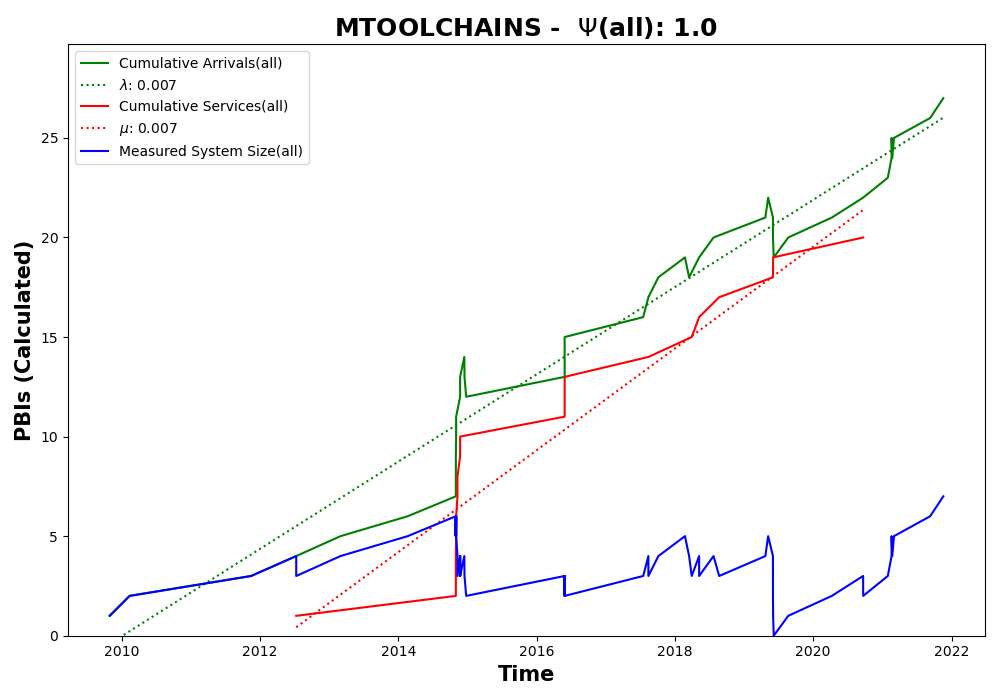 MTOOLCHAINS - Ψ(all): 1.0
Cumulative Arrivals(all)
λ: 0.007
Cumulative Services(all)
μ: 0.007
Measured System Size(all)
PBIs (Calculated)
25
20
15
10
5
0
2010 2012 2014 2016 2018 2020 2022
Time